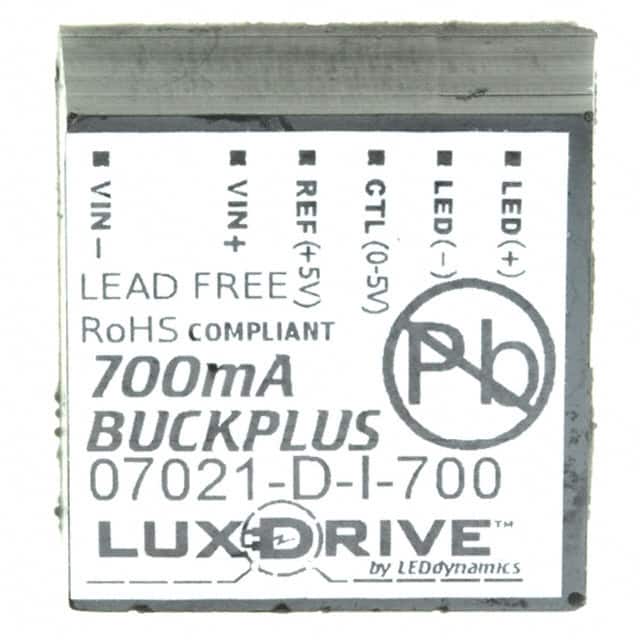 VIN−
VIN+
REF(+5V)
CTL(0-5V)
LED(−)
LED(+)
LEAD FREE
RoHS COMPLIANT
Pb
700mA
BUCKPLUS
07021-D-I-700
LUXDRIVE™
by LEDdynamics